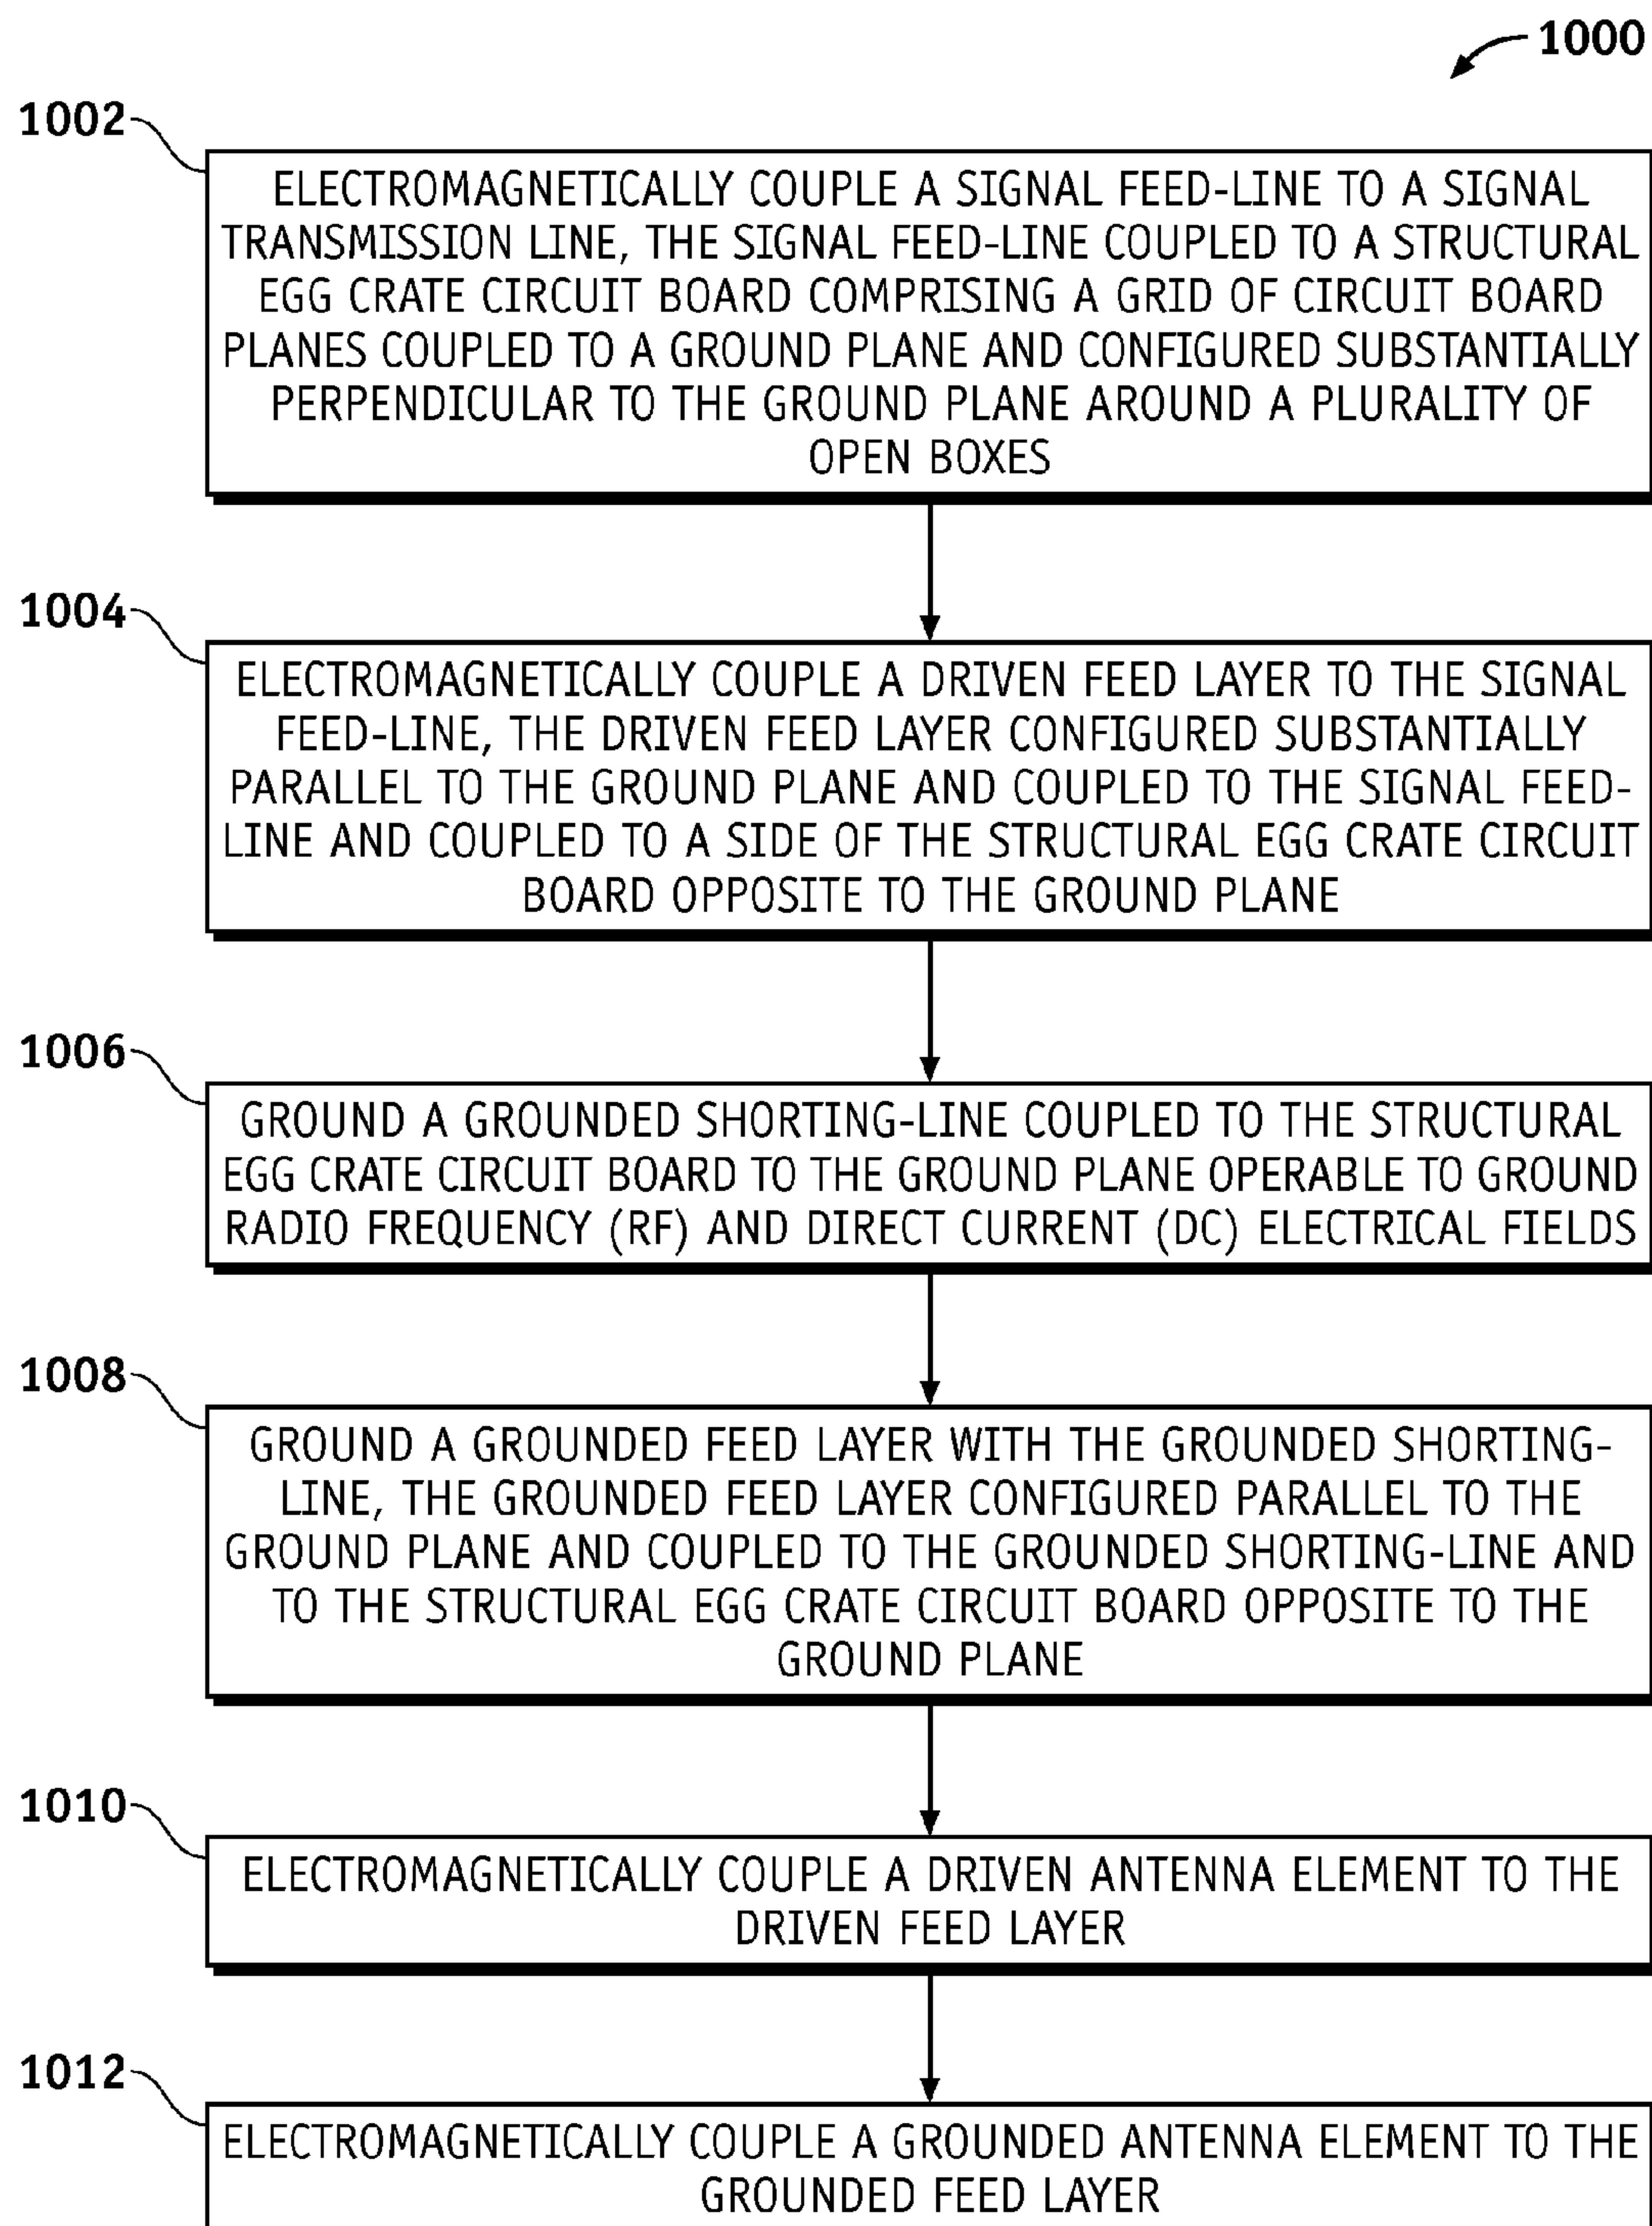 1000
1002
ELECTROMAGNETICALLY COUPLE A SIGNAL FEED-LINE TO A SIGNAL
TRANSMISSION LINE, THE SIGNAL FEED-LINE COUPLED TO A STRUCTURAL
EGG CRATE CIRCUIT BOARD COMPRISING A GRID OF CIRCUIT BOARD
PLANES COUPLED TO A GROUND PLANE AND CONFIGURED SUBSTANTIALLY
PERPENDICULAR TO THE GROUND PLANE AROUND A PLURALITY OF
OPEN BOXES
1004
ELECTROMAGNETICALLY COUPLE A DRIVEN FEED LAYER TO THE SIGNAL
FEED-LINE, THE DRIVEN FEED LAYER CONFIGURED SUBSTANTIALLY
PARALLEL TO THE GROUND PLANE AND COUPLED TO THE SIGNAL FEED-
LINE AND COUPLED TO A SIDE OF THE STRUCTURAL EGG CRATE CIRCUIT
BOARD OPPOSITE TO THE GROUND PLANE
1006
GROUND A GROUNDED SHORTING-LINE COUPLED TO THE STRUCTURAL
EGG CRATE CIRCUIT BOARD TO THE GROUND PLANE OPERABLE TO GROUND
RADIO FREQUENCY (RF) AND DIRECT CURRENT (DC) ELECTRICAL FIELDS
1008
GROUND A GROUNDED FEED LAYER WITH THE GROUNDED SHORTING-
LINE, THE GROUNDED FEED LAYER CONFIGURED PARALLEL TO THE
GROUND PLANE AND COUPLED TO THE GROUNDED SHORTING-LINE AND
TO THE STRUCTURAL EGG CRATE CIRCUIT BOARD OPPOSITE TO THE
GROUND PLANE
1010
ELECTROMAGNETICALLY COUPLE A DRIVEN ANTENNA ELEMENT TO THE
DRIVEN FEED LAYER
1012
ELECTROMAGNETICALLY COUPLE A GROUNDED ANTENNA ELEMENT TO THE
GROUNDED FEED LAYER